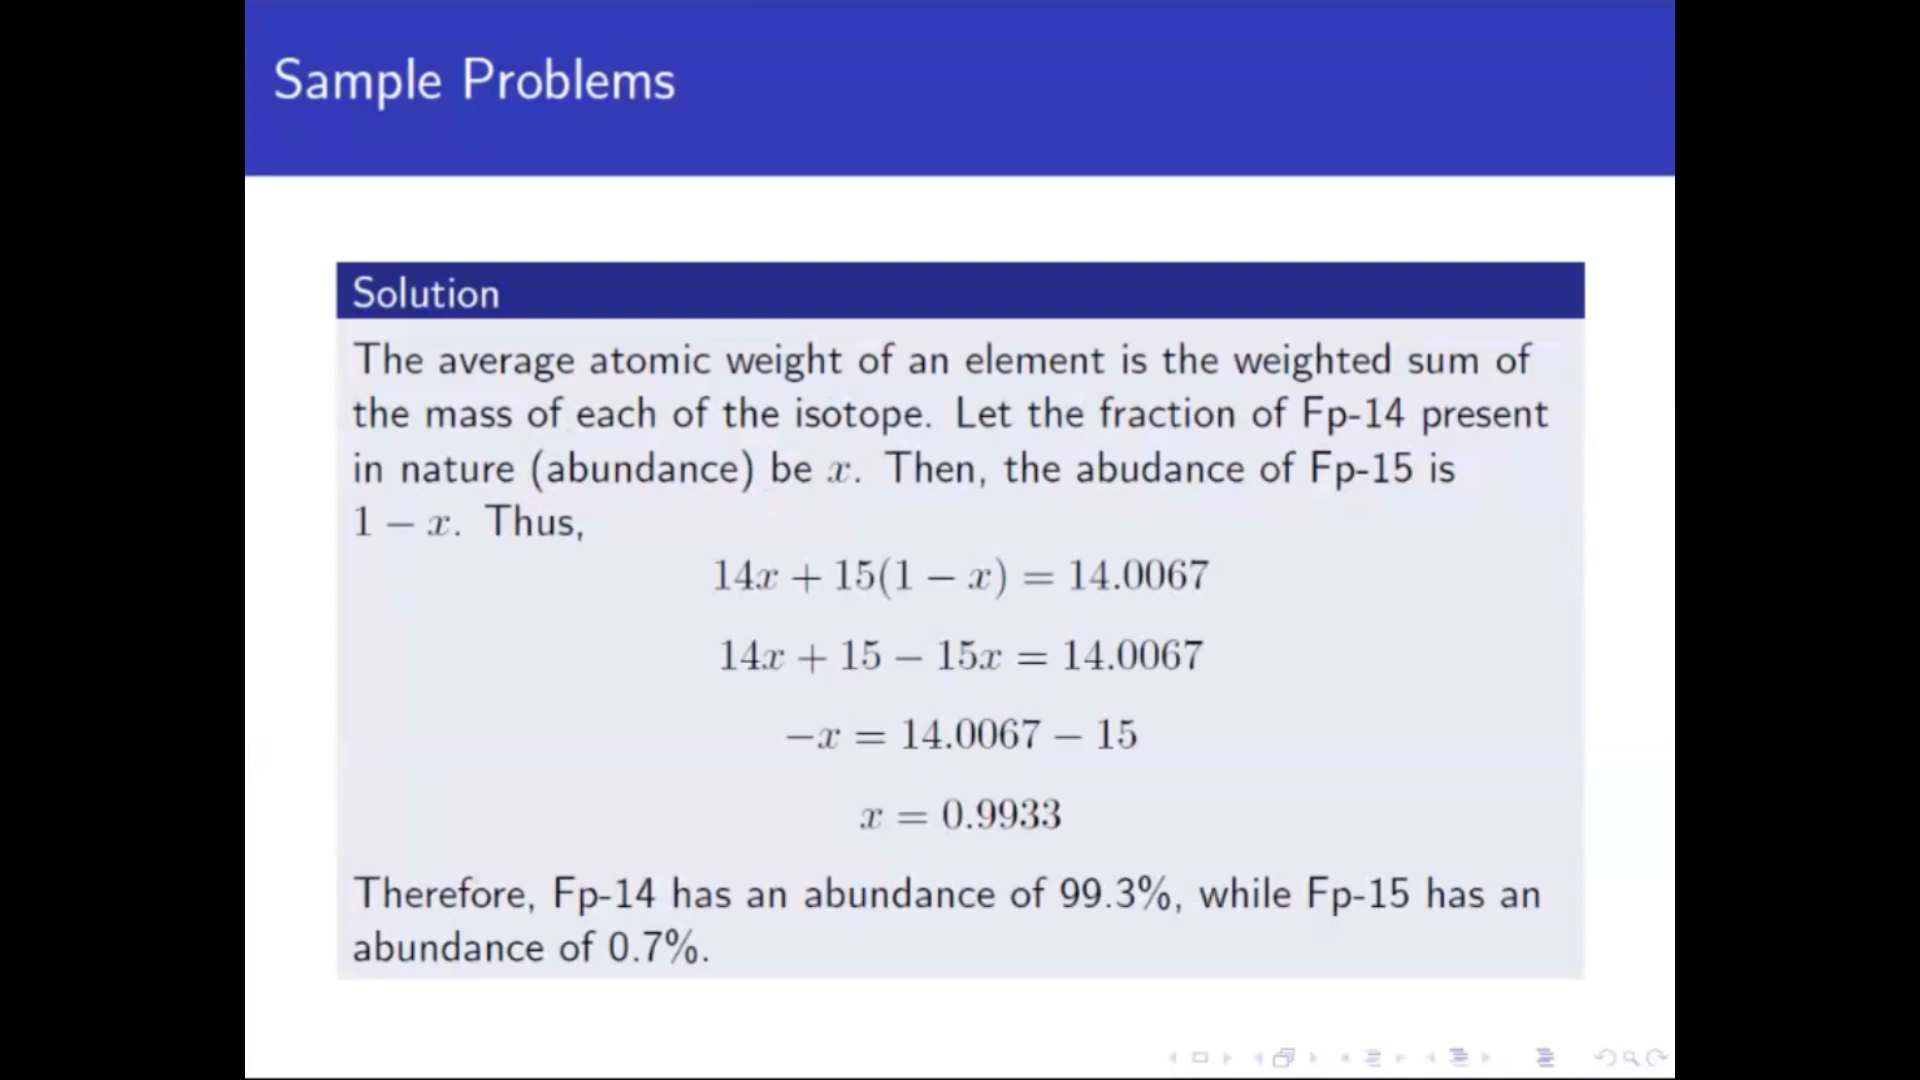 Sample Problems
Solution
The average atomic weight of an element is the weighted sum of
the mass of each of the isotope. Let the fraction of Fp-14 present
in nature (abundance) be x. Then, the abudance of Fp-15 is
1 − x. Thus,
14x + 15(1 − x) = 14.0067
14x + 15 − 15x = 14.0067
−x = 14.0067 − 15
x = 0.9933
Therefore, Fp-14 has an abundance of 99.3%, while Fp-15 has an
abundance of 0.7%.